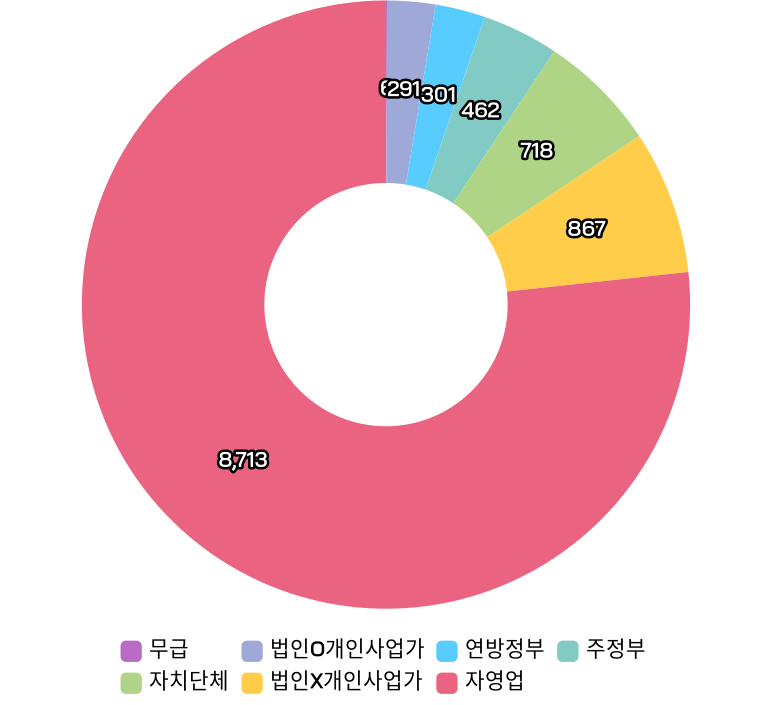 291
301
462
718
867
8,713
무급
법인O개인사업가
연방정부
주정부
자치단체
법인X개인사업가
자영업